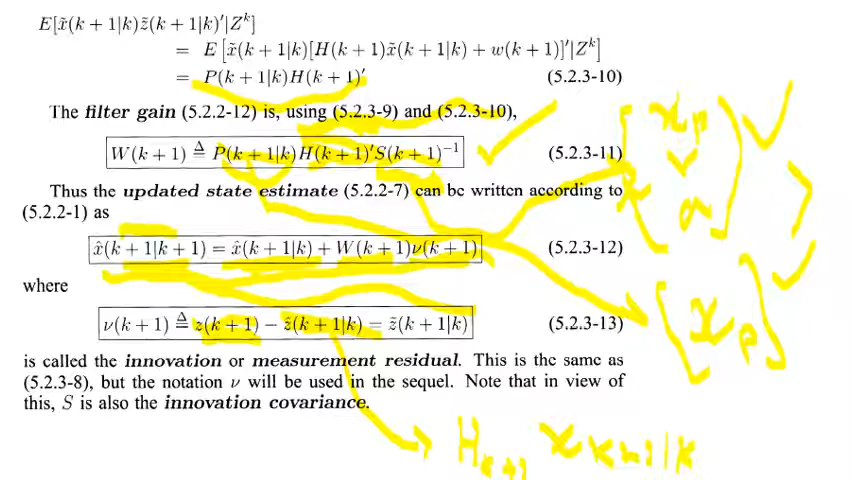 E[x̃(k + 1|k)z̃(k + 1|k)′|Z^k]
= E [x̃(k + 1|k)[H(k + 1)x̃(k + 1|k) + w(k + 1)]′|Z^k]
= P(k + 1|k)H(k + 1)′ (5.2.3-10)
The filter gain (5.2.2-12) is, using (5.2.3-9) and (5.2.3-10),
W(k + 1) ≜ P(k + 1|k)H(k + 1)′S(k + 1)^−1 (5.2.3-11)
Thus the updated state estimate (5.2.2-7) can be written according to
(5.2.2-1) as
x̂(k + 1|k + 1) = x̂(k + 1|k) + W(k + 1)ν(k + 1) (5.2.3-12)
where
ν(k + 1) ≜ z(k + 1) − ẑ(k + 1|k) = z̃(k + 1|k) (5.2.3-13)
is called the innovation or measurement residual. This is the same as
(5.2.3-8), but the notation ν will be used in the sequel. Note that in view of
this, S is also the innovation covariance.
x_p
v
a
[x_p]
H_k+1 x_k+1|k